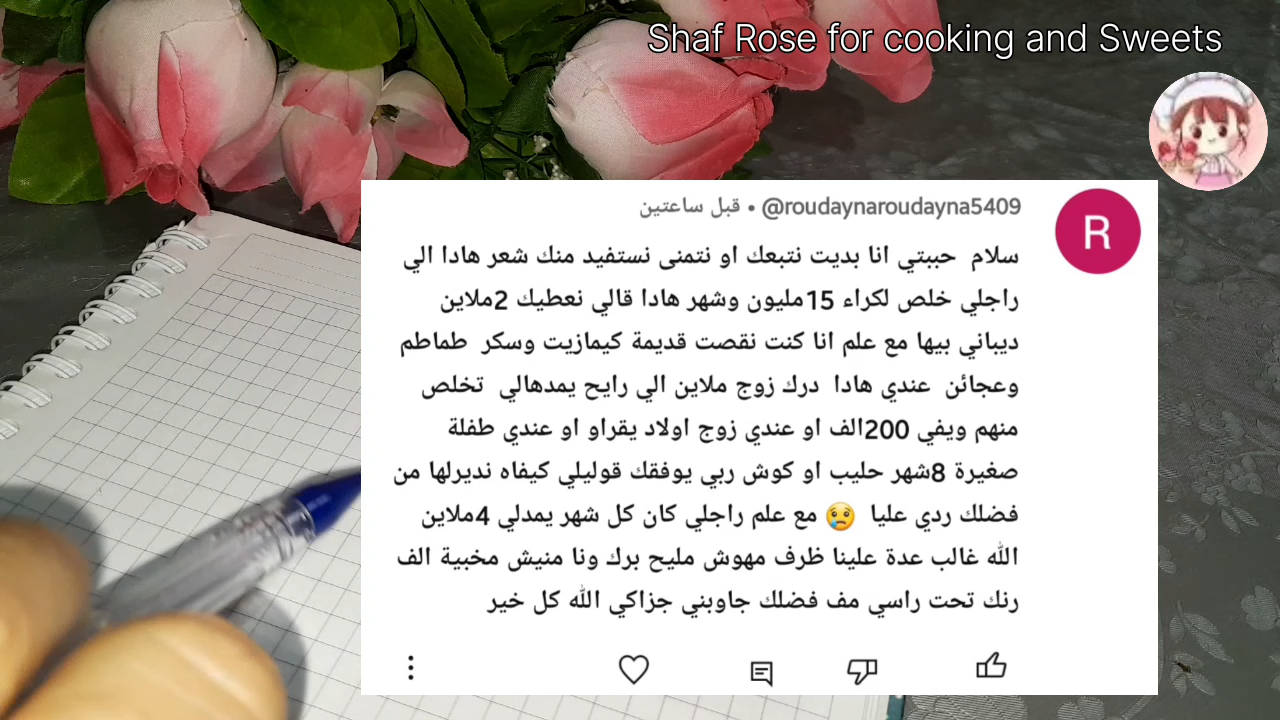 Shaf Rose for cooking and Sweets
@roudaynaroudayna5409 • قبل ساعتين
R
سلام حببتي انا بديت نتبعك او نتمنى نستفيد منك شعر هادا الي
راجلي خلص لكراء 15مليون وشهر هادا قالي نعطيك 2ملاين
ديباني بيها مع علم انا كنت نقصت قديمة كيمازيت وسكر طماطم
وعجائن عندي هادا درك زوج ملاين الي رايح يمدهالي تخلص
منهم ويفي 200الف او عندي زوج اولاد يقراو او عندي طفلة
صغيرة 8شهر حليب او كوش ربي يوفقك قوليلي كيفاه نديرلها من
فضلك ردي عليا 😢 مع علم راجلي كان كل شهر يمدلي 4ملاين
الله غالب عدة علينا ظرف مهوش مليح برك ونا منيش مخبية الف
رنك تحت راسي مف فضلك جاوبني جزاكي الله كل خير